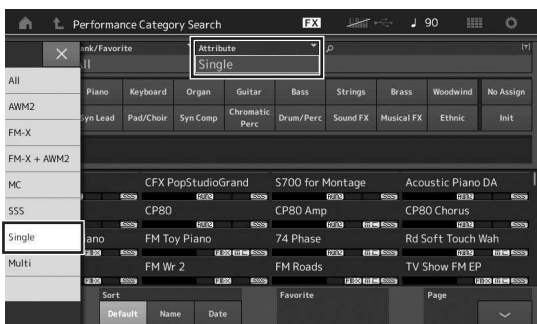 Performance Category Search
FX
90
ank/Favorite
ll
Attribute
Single
All
AWM2
FM-X
FM-X + AWM2
MC
SSS
Single
Multi
Piano Keyboard Organ Guitar Bass Strings Brass Woodwind No Assign
Syn Lead Pad/Choir Syn Comp Chromatic Perc Drum/Perc Sound FX Musical FX Ethnic Init
CFX PopStudioGrand S700 for Montage Acoustic Piano DA
CP80 CP80 Amp CP80 Chorus
ano FM Toy Piano 74 Phase Rd Soft Touch Wah
FM Wr 2 FM Roads TV Show FM EP
Sort Favorite Page
Default Name Date